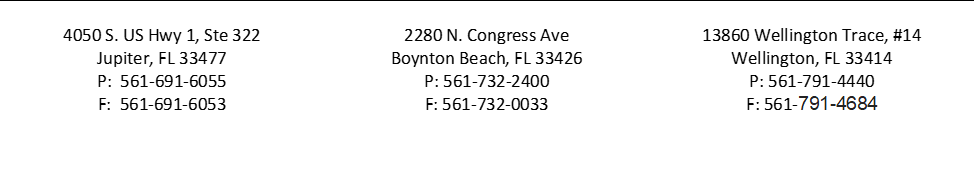 4050 S. US Hwy 1, Ste 322
Jupiter, FL 33477
P:  561-691-6055
F:  561-691-6053
2280 N. Congress Ave
Boynton Beach, FL 33426
P: 561-732-2400
F: 561-732-0033
13860 Wellington Trace, #14
Wellington, FL 33414
P: 561-791-4440
F: 561-791-4684